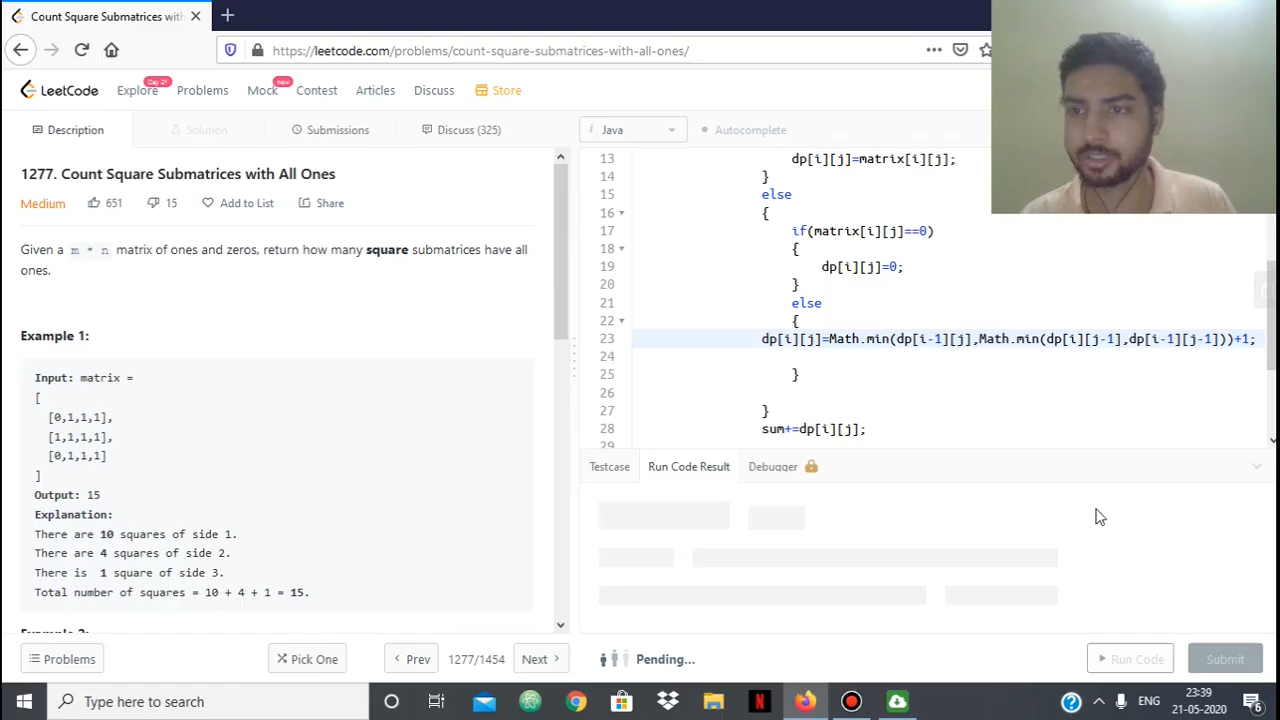 Count Square Submatrices with
https://leetcode.com/problems/count-square-submatrices-with-all-ones/
LeetCode
Explore
Day 21
Problems
Mock
New
Contest
Articles
Discuss
Store
Description
Solution
Submissions
Discuss (325)
i Java
Autocomplete
1277. Count Square Submatrices with All Ones
Medium
651
15
Add to List
Share
Given a m * n matrix of ones and zeros, return how many square submatrices have all
ones.
Example 1:
Input: matrix =
[
[0,1,1,1],
[1,1,1,1],
[0,1,1,1]
]
Output: 15
Explanation:
There are 10 squares of side 1.
There are 4 squares of side 2.
There is 1 square of side 3.
Total number of squares = 10 + 4 + 1 = 15.
13 dp[i][j]=matrix[i][j];
14 }
15 else
16 {
17 if(matrix[i][j]==0)
18 {
19 dp[i][j]=0;
20 }
21 else
22 {
23 dp[i][j]=Math.min(dp[i-1][j],Math.min(dp[i][j-1],dp[i-1][j-1]))+1;
24
25 }
26
27 }
28 sum+=dp[i][j];
29
Testcase
Run Code Result
Debugger
Problems
Pick One
Prev
1277/1454
Next
Pending...
Run Code
Submit
Type here to search
ENG
23:39
21-05-2020
6